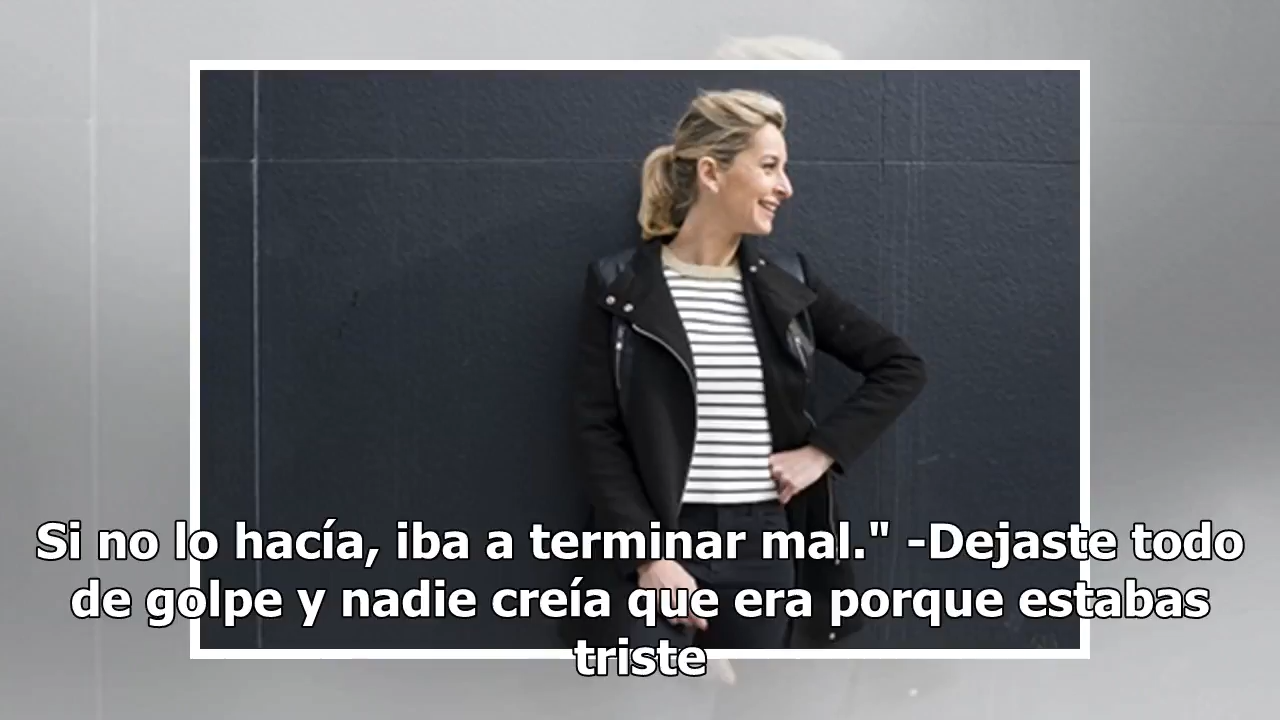 Si no lo hacía, iba a terminar mal." -Dejaste todo
de golpe y nadie creía que era porque estabas
triste